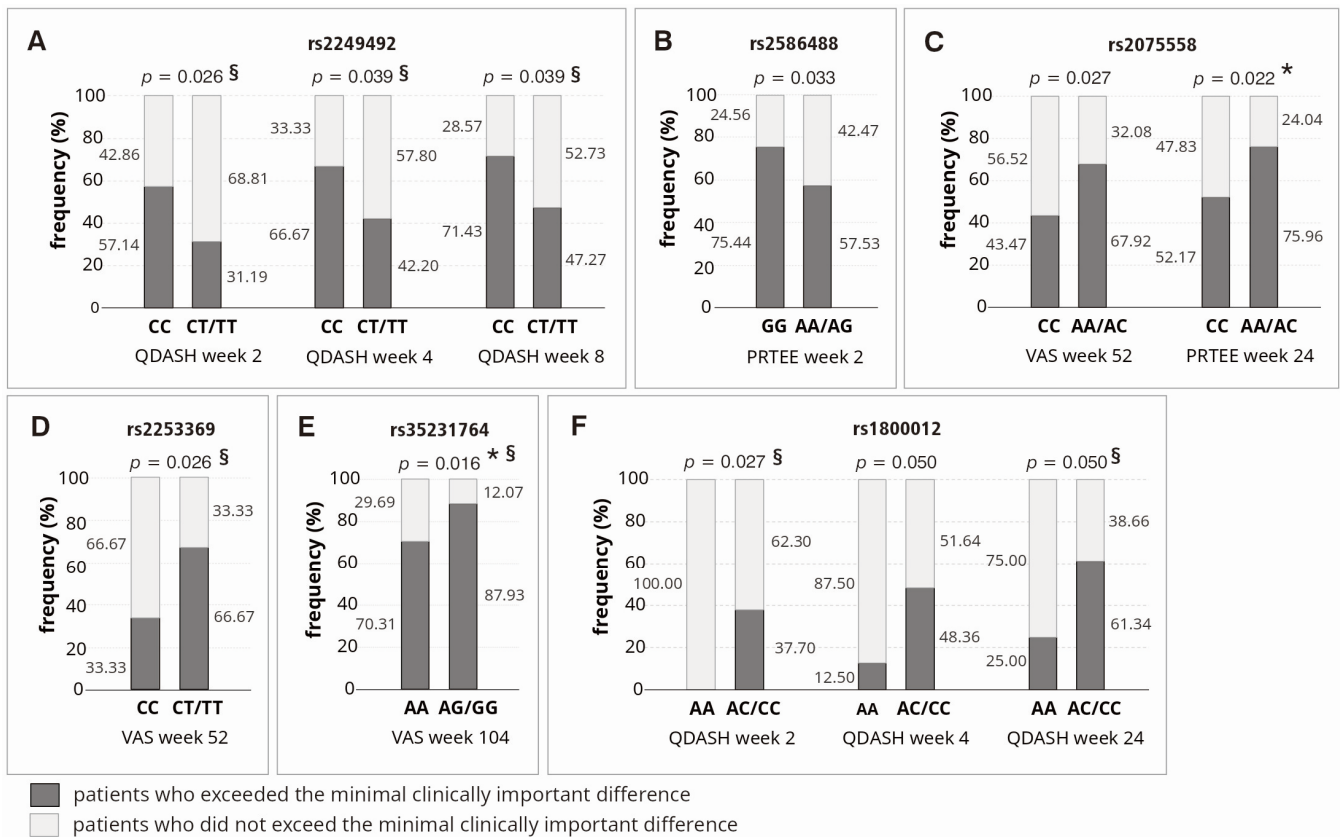 A
rs2249492
p = 0.026 §
p = 0.039 §
p = 0.039 §
frequency (%)
100
80
60
40
20
0
42.86
57.14
68.81
31.19
33.33
66.67
57.80
42.20
28.57
71.43
52.73
47.27
CC CT/TT
CC CT/TT
CC CT/TT
QDASH week 2
QDASH week 4
QDASH week 8
B
rs2586488
p = 0.033
frequency (%)
100
80
60
40
20
0
24.56
75.44
42.47
57.53
GG AA/AG
PRTEE week 2
C
rs2075558
p = 0.027
p = 0.022 *
frequency (%)
100
80
60
40
20
0
56.52
43.47
32.08
67.92
47.83
52.17
24.04
75.96
CC AA/AC
CC AA/AC
VAS week 52
PRTEE week 24
D
rs2253369
p = 0.026 §
frequency (%)
100
80
60
40
20
0
66.67
33.33
33.33
66.67
CC CT/TT
VAS week 52
E
rs35231764
p = 0.016 * §
frequency (%)
100
80
60
40
20
0
29.69
70.31
12.07
87.93
AA AG/GG
VAS week 104
F
rs1800012
p = 0.027 §
p = 0.050
p = 0.050 §
frequency (%)
100
80
60
40
20
0
100.00
62.30
37.70
87.50
12.50
51.64
48.36
75.00
25.00
38.66
61.34
AA AC/CC
AA AC/CC
AA AC/CC
QDASH week 2
QDASH week 4
QDASH week 24
patients who exceeded the minimal clinically important difference
patients who did not exceed the minimal clinically important difference